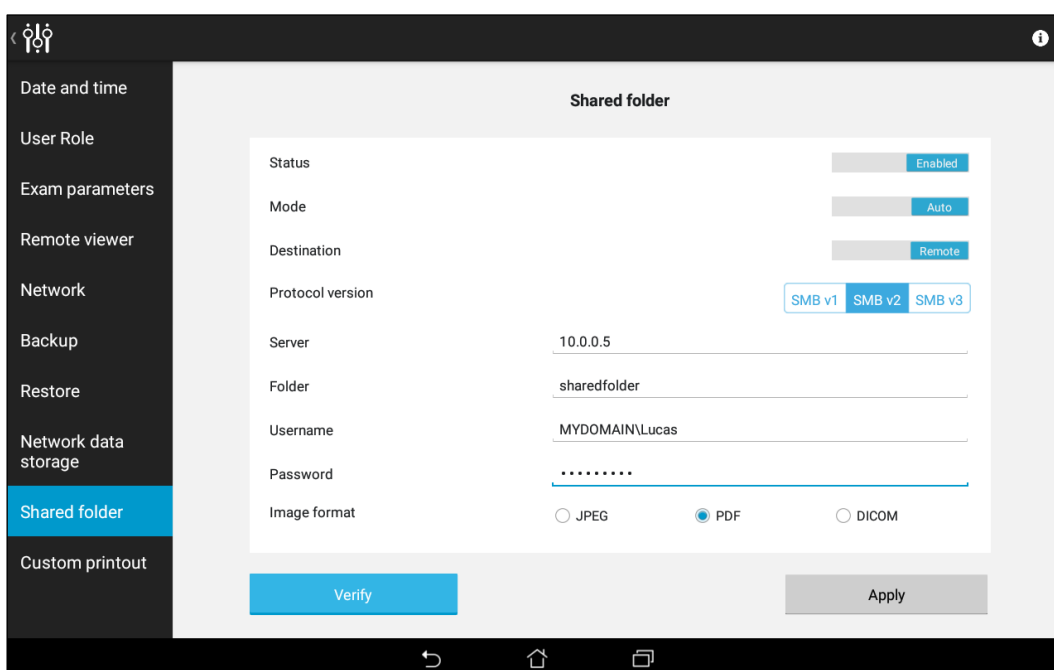 Date and time
User Role
Exam parameters
Remote viewer
Network
Backup
Restore
Network data
storage
Shared folder
Custom printout
Shared folder
Status Enabled
Mode Auto
Destination Remote
Protocol version SMB v1 SMB v2 SMB v3
Server 10.0.0.5
Folder sharedfolder
Username MYDOMAIN\Lucas
Password •••••••••
Image format JPEG PDF DICOM
Verify Apply